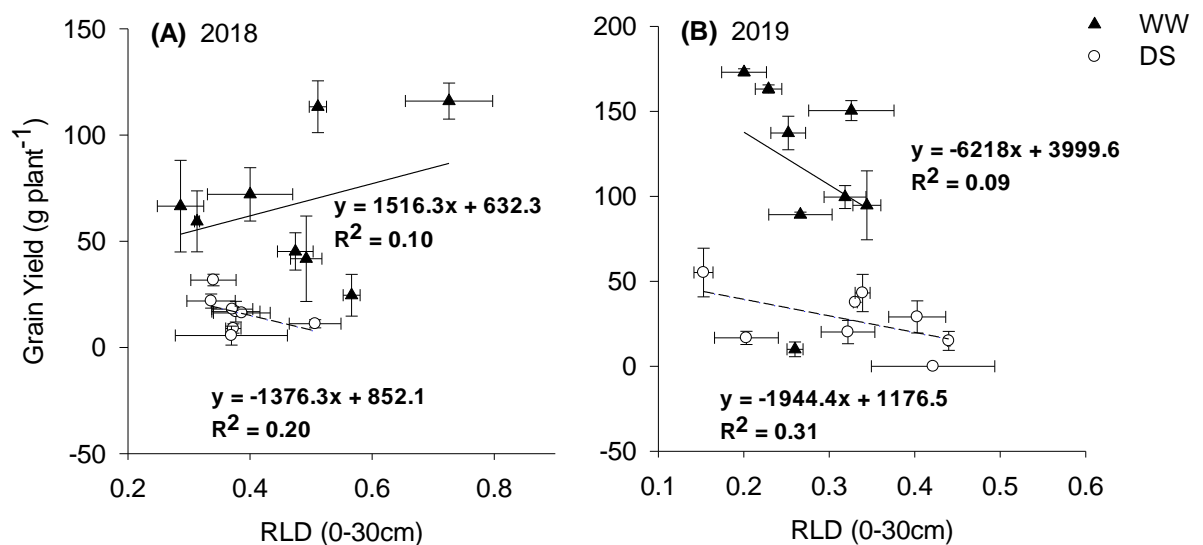 (A) 2018
(B) 2019
WW
DS
Grain Yield (g plant-1)
150
100
50
0
-50
y = 1516.3x + 632.3
R2 = 0.10
y = -1376.3x + 852.1
R2 = 0.20
0.2 0.4 0.6 0.8
RLD (0-30cm)
200
150
100
50
0
-50
y = -6218x + 3999.6
R2 = 0.09
y = -1944.4x + 1176.5
R2 = 0.31
0.1 0.2 0.3 0.4 0.5 0.6
RLD (0-30cm)